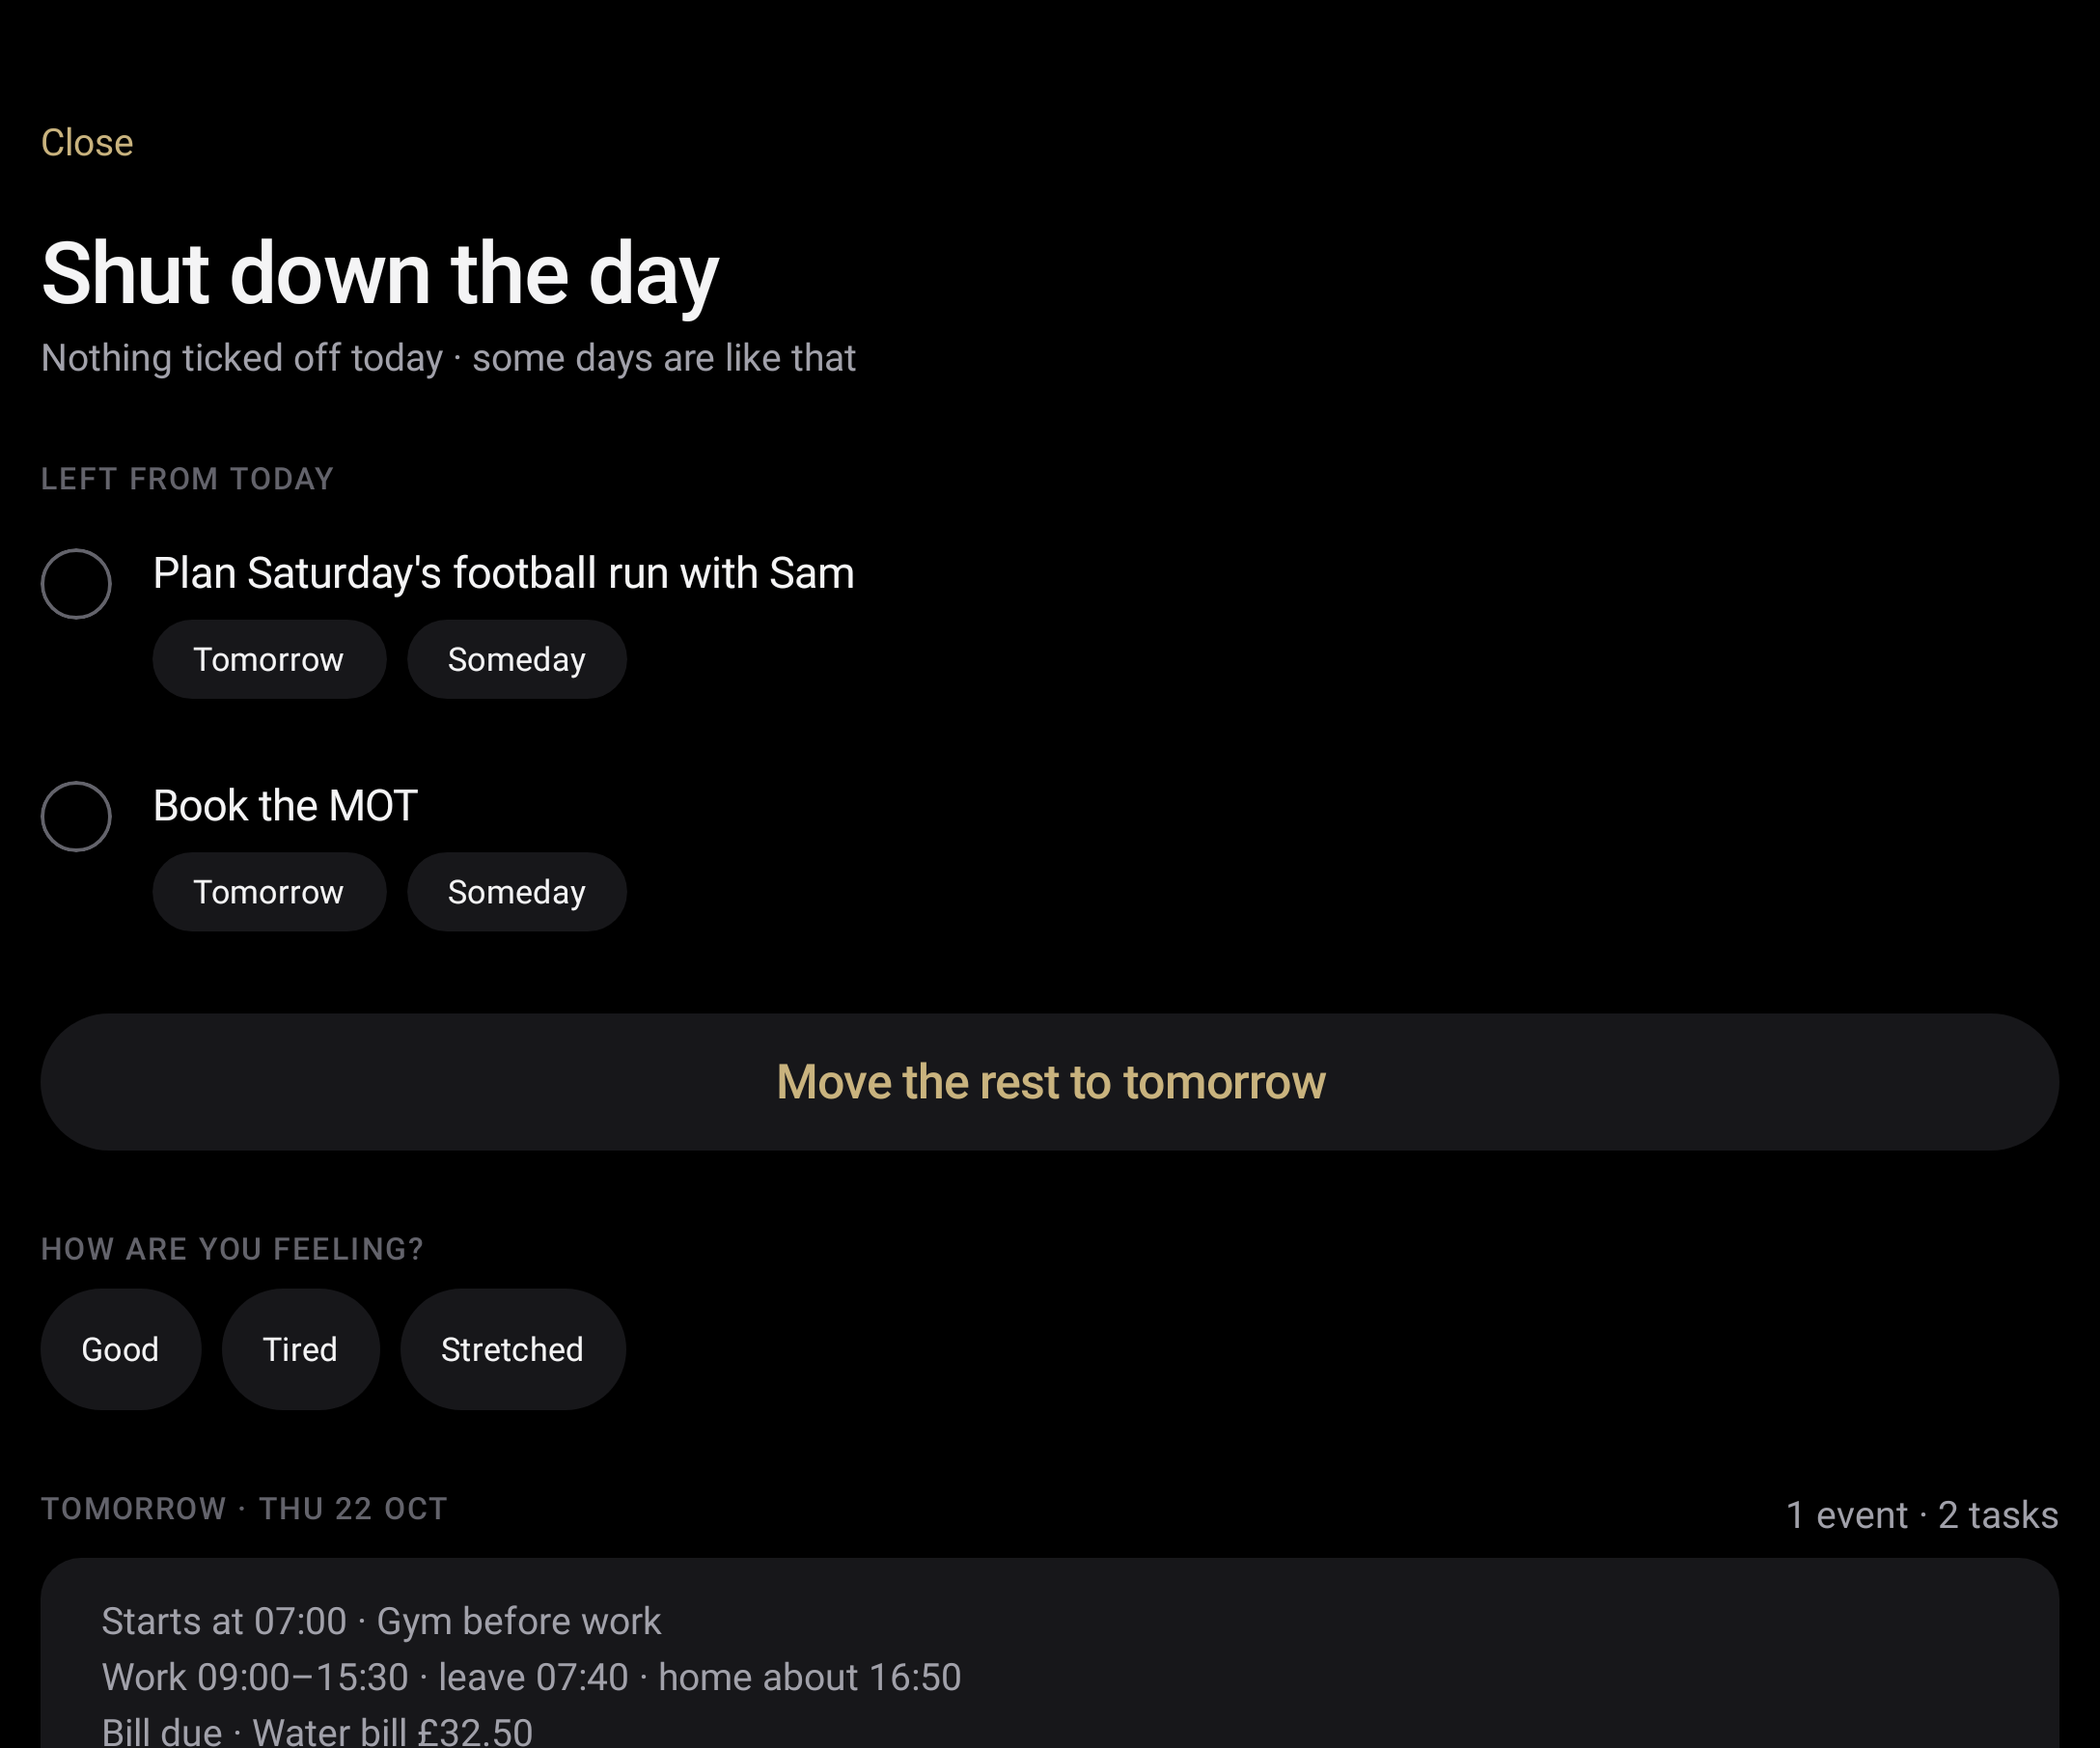 Close
Shut down the day
Nothing ticked off today · some days are like that
LEFT FROM TODAY
Plan Saturday's football run with Sam
Tomorrow Someday
Book the MOT
Tomorrow Someday
Move the rest to tomorrow
HOW ARE YOU FEELING?
Good Tired Stretched
TOMORROW · THU 22 OCT 1 event · 2 tasks
Starts at 07:00 · Gym before work
Work 09:00–15:30 · leave 07:40 · home about 16:50
Bill due · Water bill £32.50